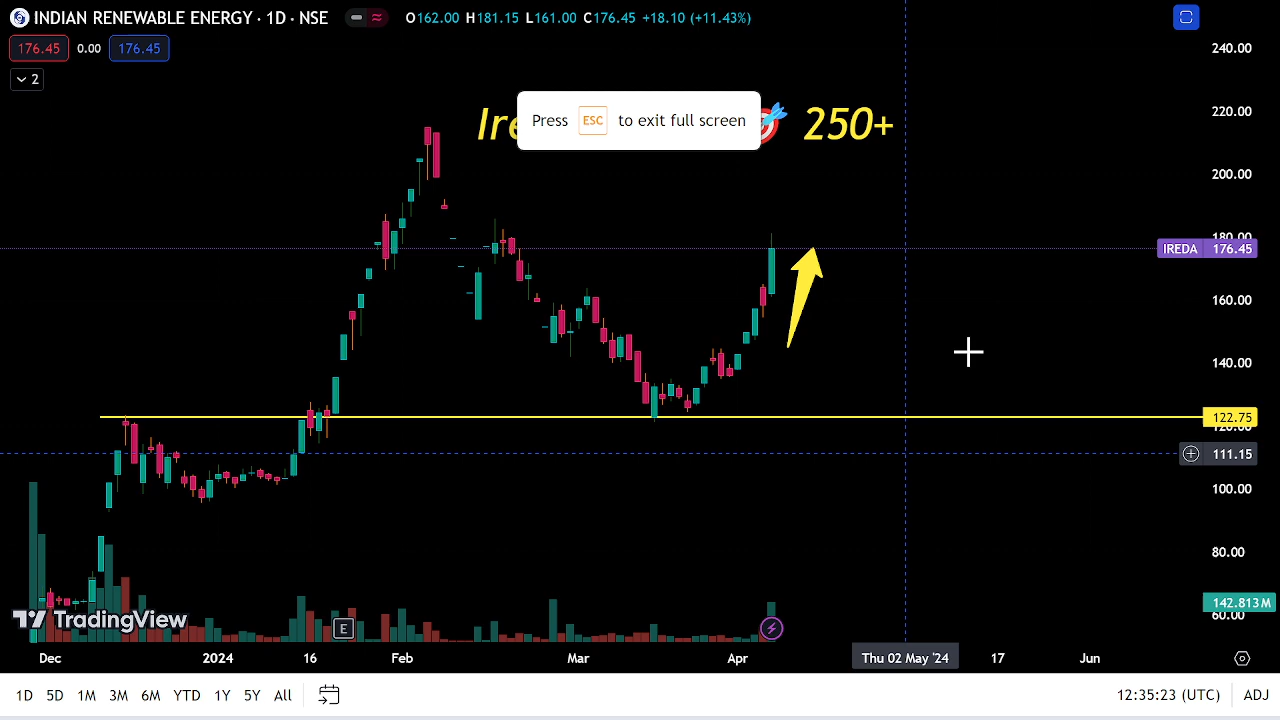 INDIAN RENEWABLE ENERGY · 1D · NSE O162.00 H181.15 L161.00 C176.45 +18.10 (+11.43%)
176.45 0.00 176.45
2
240.00
220.00
Press ESC to exit full screen
250+
200.00
180.00
IREDA 176.45
160.00
140.00
122.75
120.00
111.15
100.00
80.00
142.813M
60.00
TradingView
E
Dec 2024 16 Feb Mar Apr Thu 02 May '24 17 Jun
1D 5D 1M 3M 6M YTD 1Y 5Y All 12:35:23 (UTC) ADJ